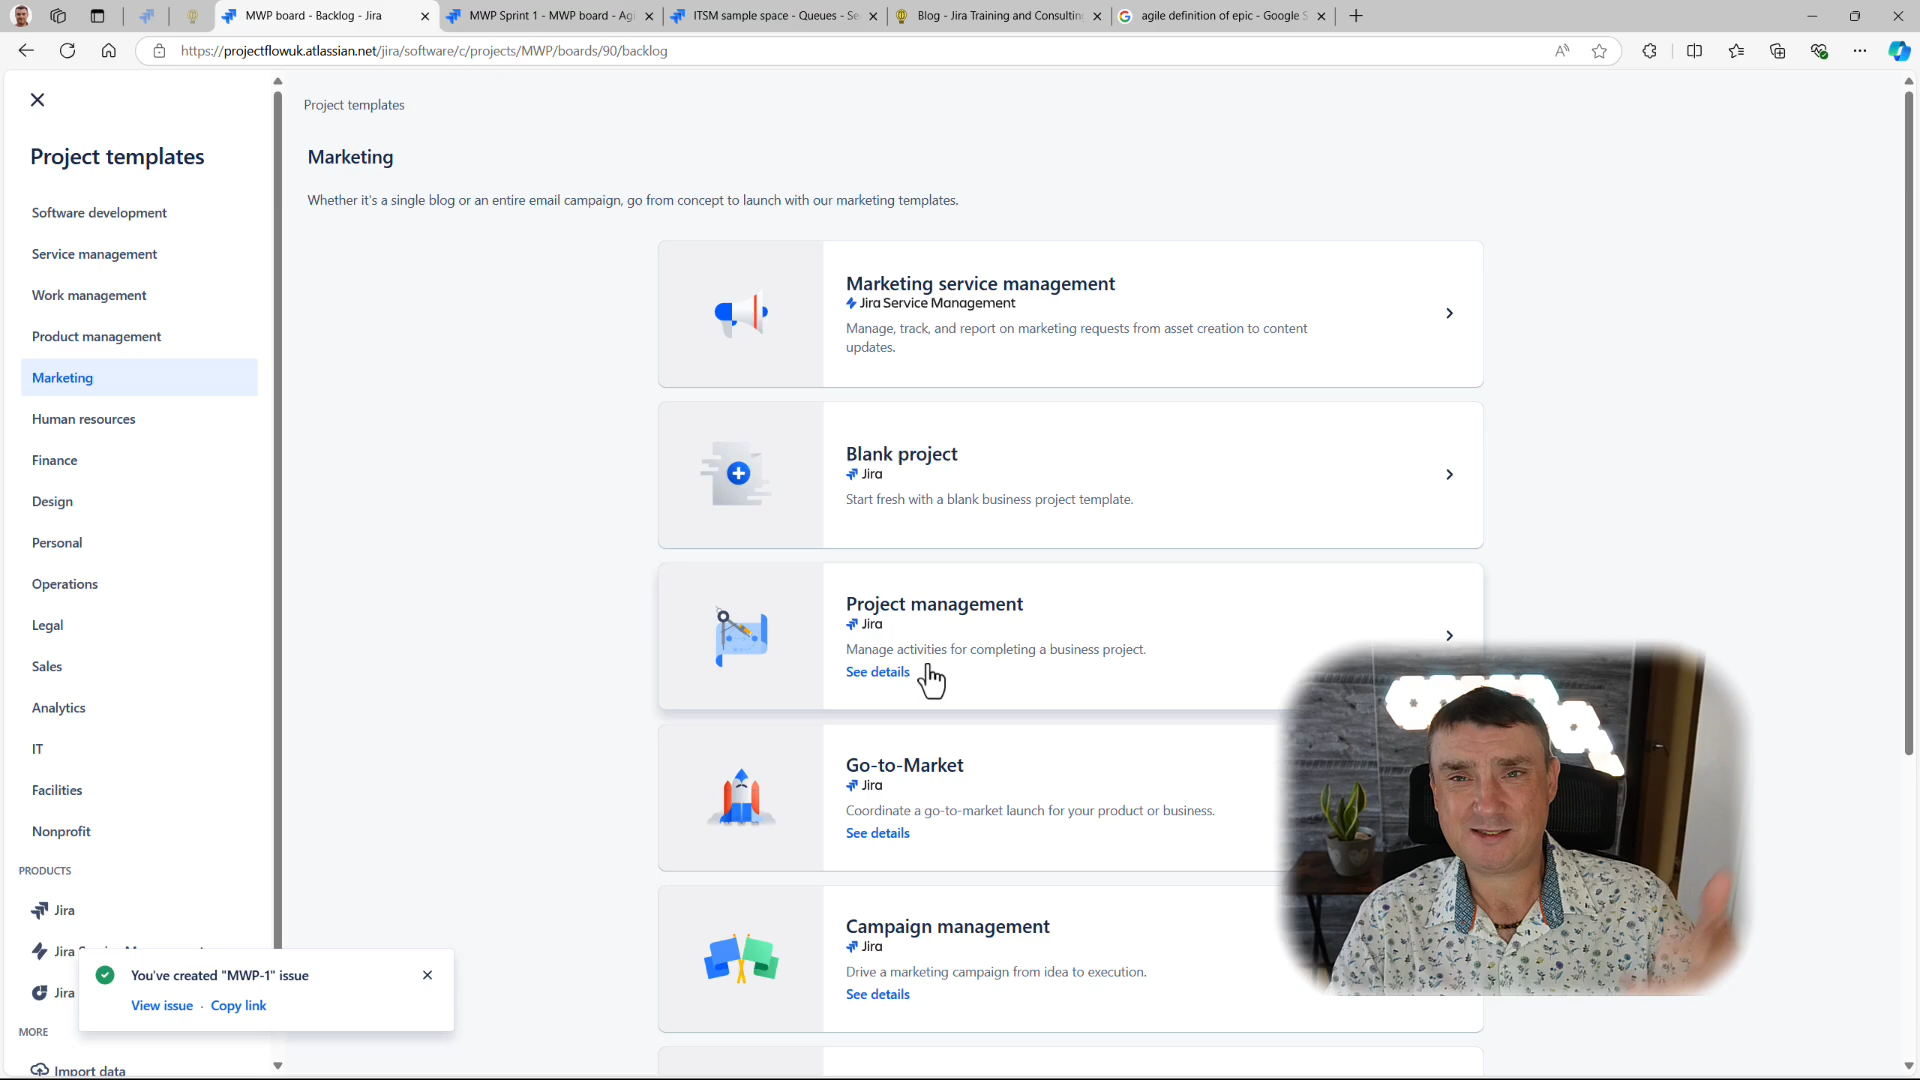 MWP board - Backlog - Jira
MWP Sprint 1 - MWP board - Agi
ITSM sample space - Queues - Se
Blog - Jira Training and Consulting
agile definition of epic - Google S
https://projectflowuk.atlassian.net/jira/software/c/projects/MWP/boards/90/backlog
Project templates
Software development
Service management
Work management
Product management
Marketing
Human resources
Finance
Design
Personal
Operations
Legal
Sales
Analytics
IT
Facilities
Nonprofit
PRODUCTS
Jira
Jira
Jira
MORE
Import data
You've created "MWP-1" issue
View issue · Copy link
Project templates
Marketing
Whether it's a single blog or an entire email campaign, go from concept to launch with our marketing templates.
Marketing service management
Jira Service Management
Manage, track, and report on marketing requests from asset creation to content
updates.
Blank project
Jira
Start fresh with a blank business project template.
Project management
Jira
Manage activities for completing a business project.
See details
Go-to-Market
Jira
Coordinate a go-to-market launch for your product or business.
See details
Campaign management
Jira
Drive a marketing campaign from idea to execution.
See details